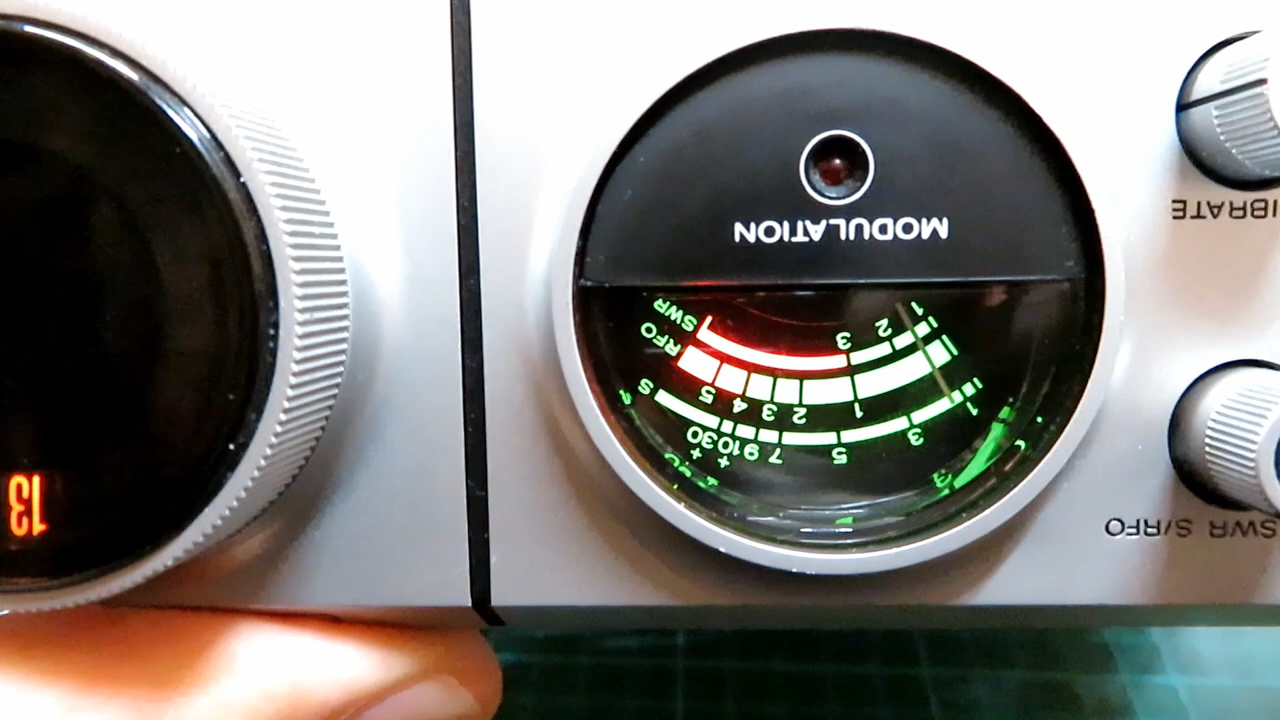 SWR S/RFO
13
1 3 5 7 9 +10 +30 S
1 2 3 4 5 RFO
1 2 3 SWR
MODULATION
IBRATE